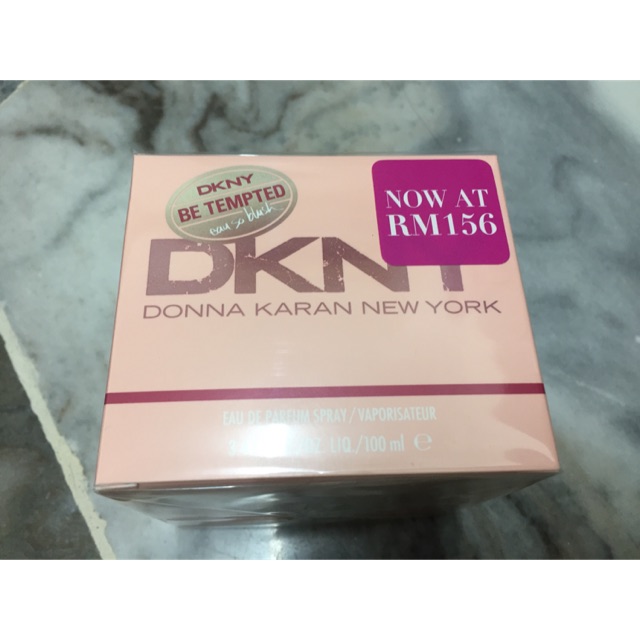 DKNY
BE TEMPTED
eau so blush
NOW AT
RM156
DKNY
DONNA KARAN NEW YORK
EAU DE PARFUM SPRAY / VAPORISATEUR
OZ. LIQ./100 ml ℮